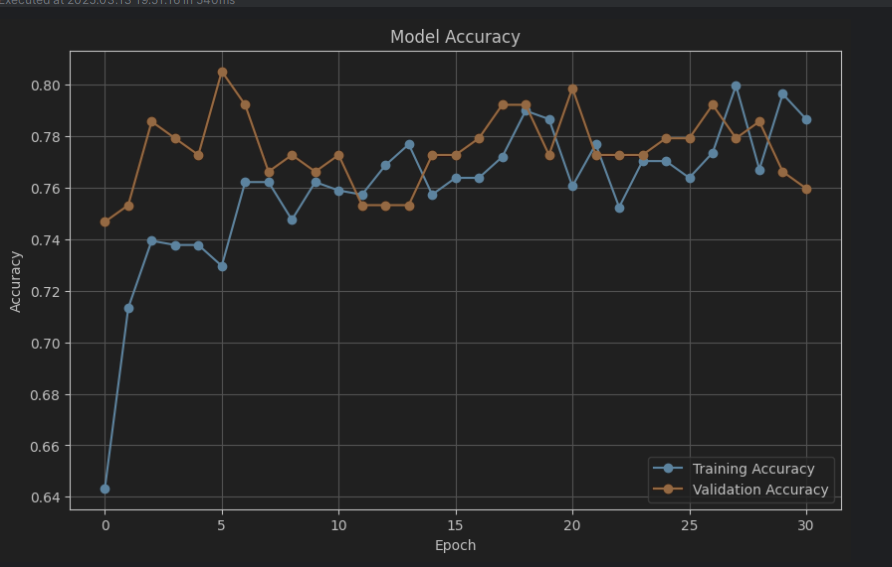 Model Accuracy
0.80
0.78
0.76
0.74
0.72
0.70
0.68
0.66
0.64
Accuracy
Training Accuracy
Validation Accuracy
0 5 10 15 20 25 30
Epoch